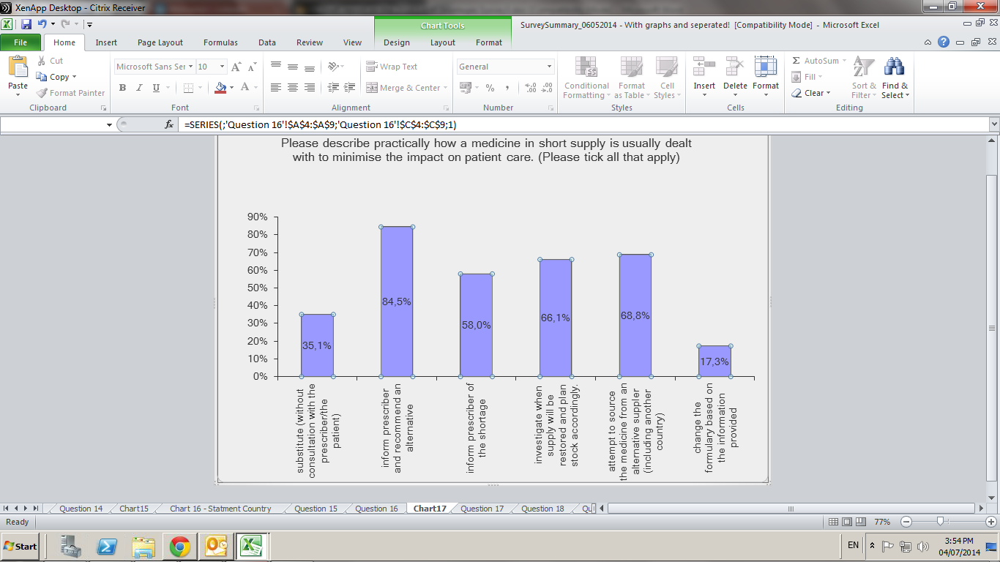 XenApp Desktop - Citrix Receiver
SurveySummary_06052014 - With graphs and seperated! [Compatibility Mode] - Microsoft Excel
Chart Tools
File Home Insert Page Layout Formulas Data Review View Design Layout Format
Paste
Cut
Copy
Format Painter
Clipboard
Microsoft Sans Ser 10
B I U
Font
Wrap Text
Merge & Center
Alignment
General
% ,
Number
Conditional Formatting
Format as Table
Cell Styles
Styles
Insert
Delete
Format
Cells
Σ AutoSum
Fill
Clear
Sort & Filter
Find & Select
Editing
fx =SERIES(;'Question 16'!$A$4:$A$9;'Question 16'!$C$4:$C$9;1)
Please describe practically how a medicine in short supply is usually dealt
with to minimise the impact on patient care. (Please tick all that apply)
90%
80%
70%
60%
50%
40%
30%
20%
10%
0%
35,1%
84,5%
58,0%
66,1%
68,8%
17,3%
substitute (without
consultation with the
prescriber/the
patient)
inform prescriber
and recommend an
alternative
inform prescriber of
the shortage
investigate when
supply will be
restored and plan
stock accordingly.
attempt to source
the medicine from an
alternative suppler
(including another
country)
change the
formulary based on
the information
provided
Question 14 Chart15 Chart 16 - Statment Country Question 15 Question 16 Chart17 Question 17 Question 18 Qu
Ready
77%
Start
EN
3:54 PM
04/07/2014